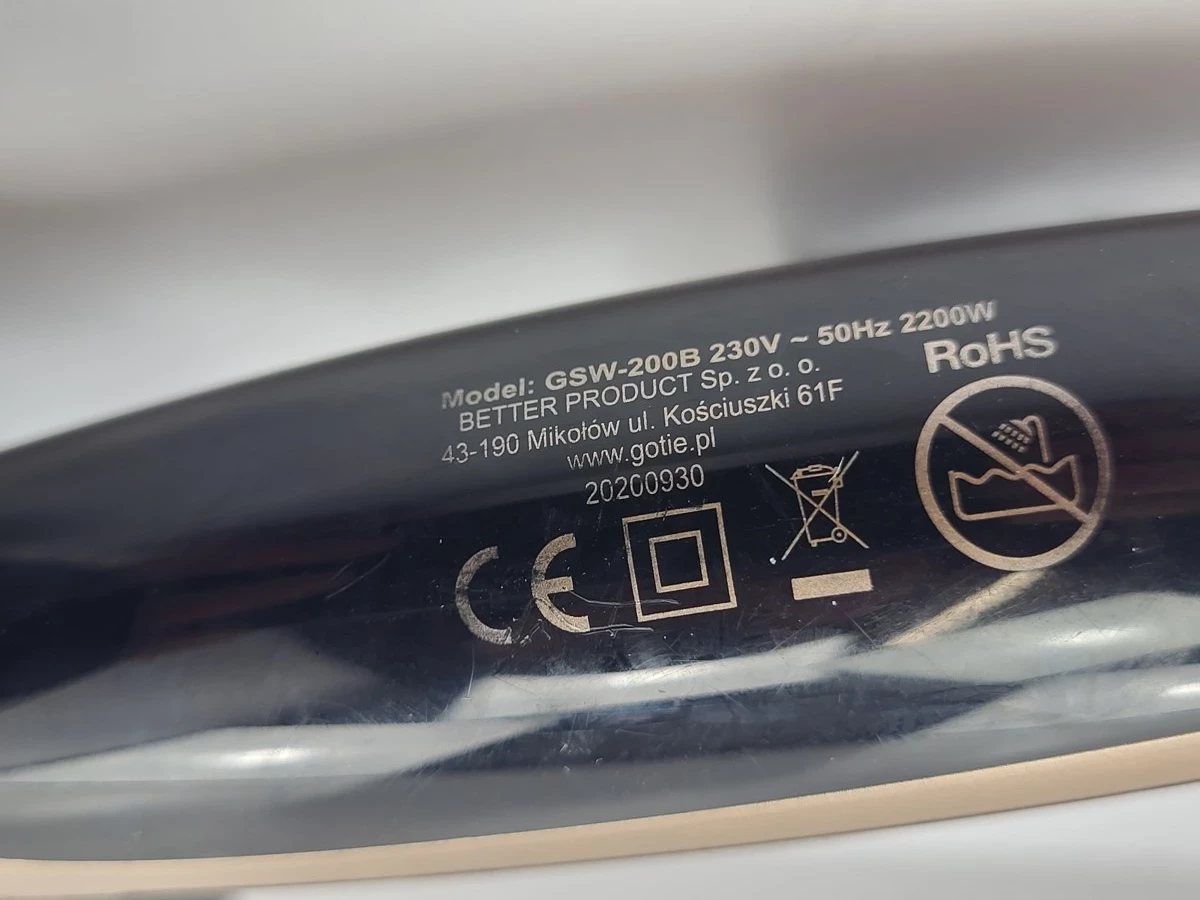 Model: GSW-200B 230V ~ 50Hz 2200W
BETTER PRODUCT Sp. z o. o.
43-190 Mikołów ul. Kościuszki 61F
www.gotie.pl
20200930
RoHS
CE